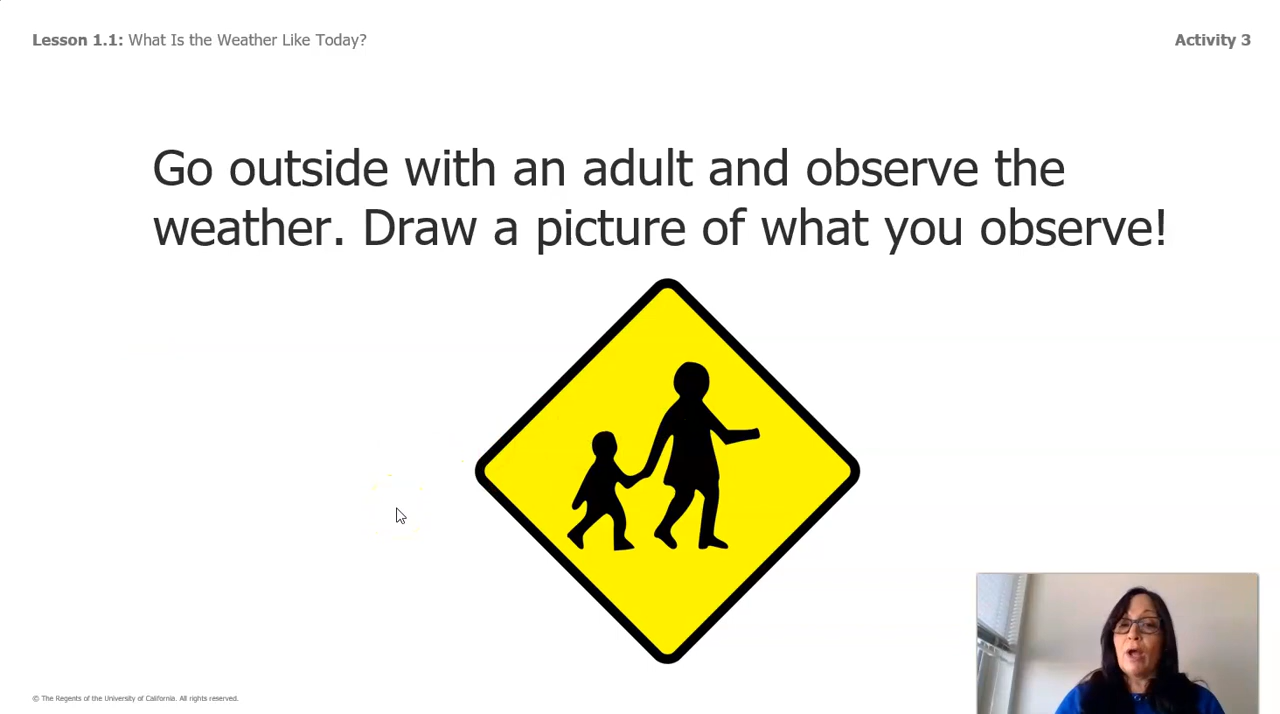 Lesson 1.1: What Is the Weather Like Today?
Activity 3
Go outside with an adult and observe the
weather. Draw a picture of what you observe!
© The Regents of the University of California. All rights reserved.